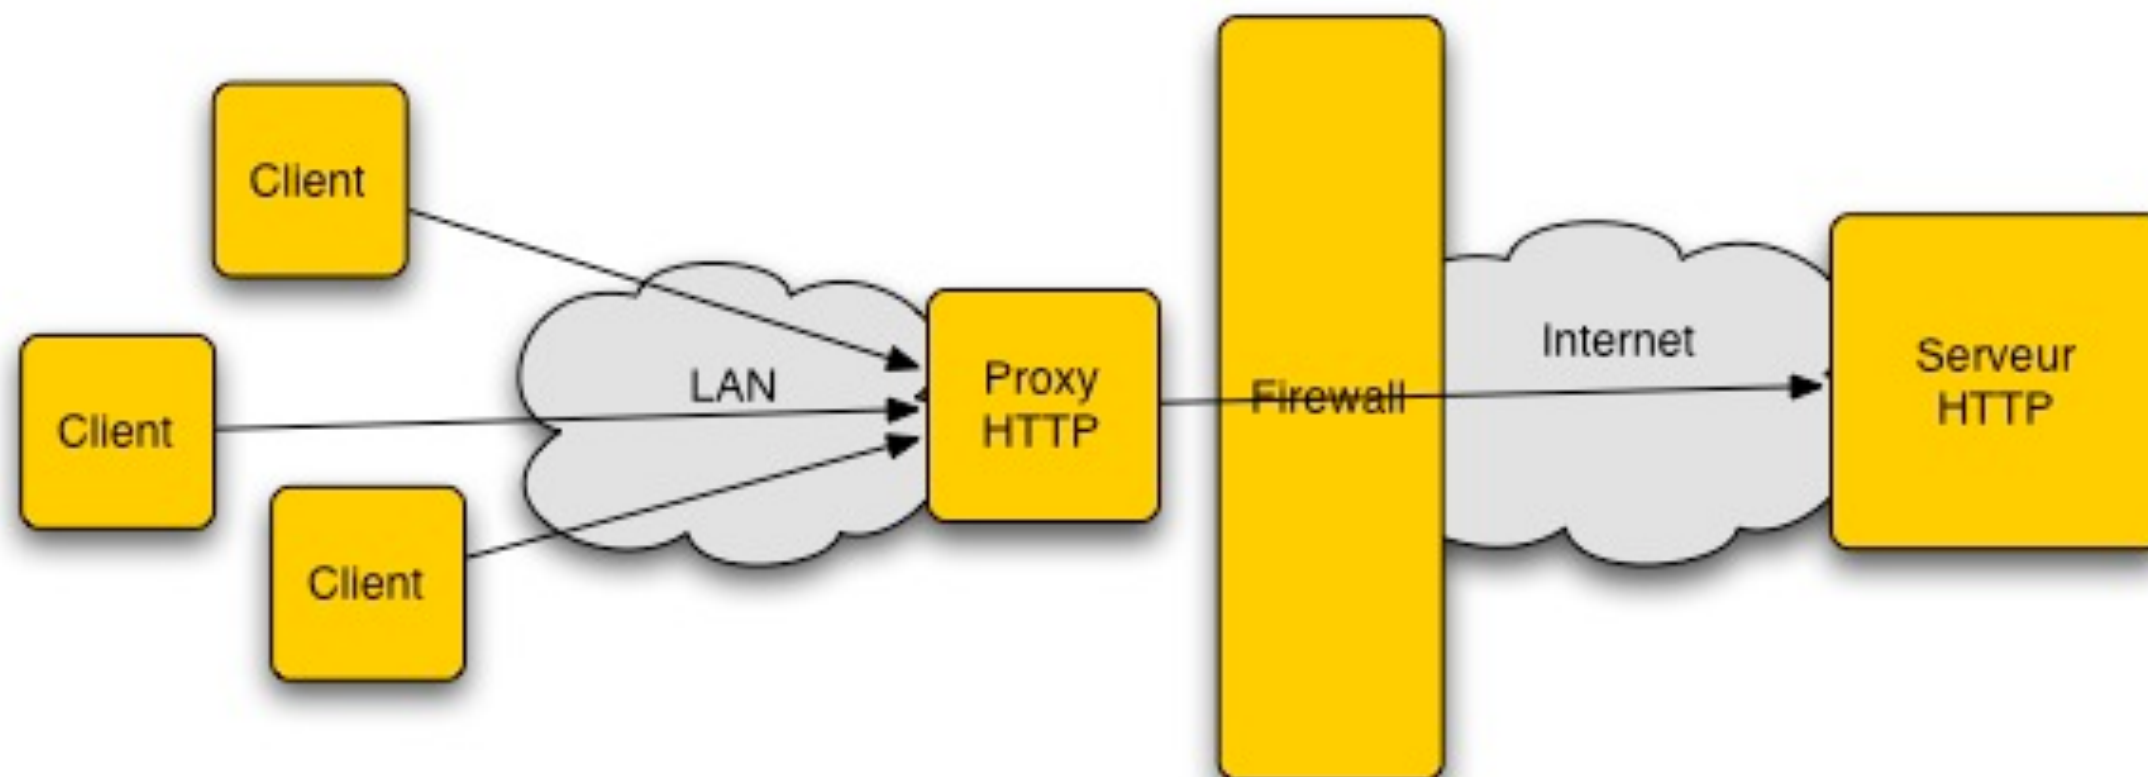 Client
Client
Client
LAN
Proxy
HTTP
Firewall
Internet
Serveur
HTTP